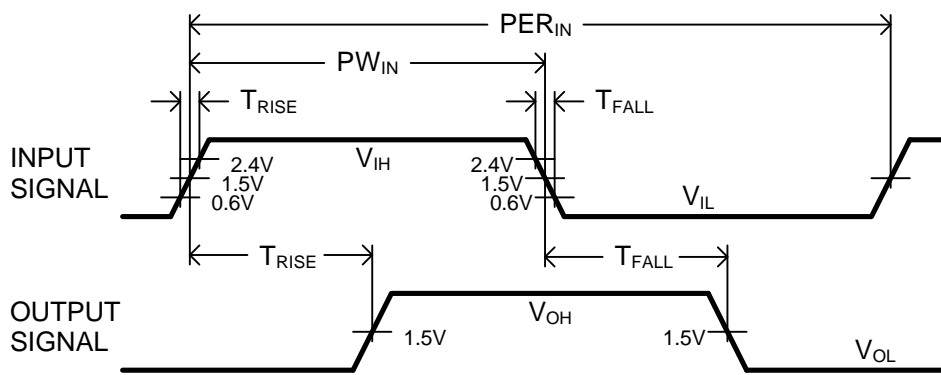 PER_IN
PW_IN
T_RISE
T_FALL
INPUT
SIGNAL
2.4V
1.5V
0.6V
V_IH
2.4V
1.5V
0.6V
V_IL
T_RISE
T_FALL
OUTPUT
SIGNAL
1.5V
V_OH
1.5V
V_OL